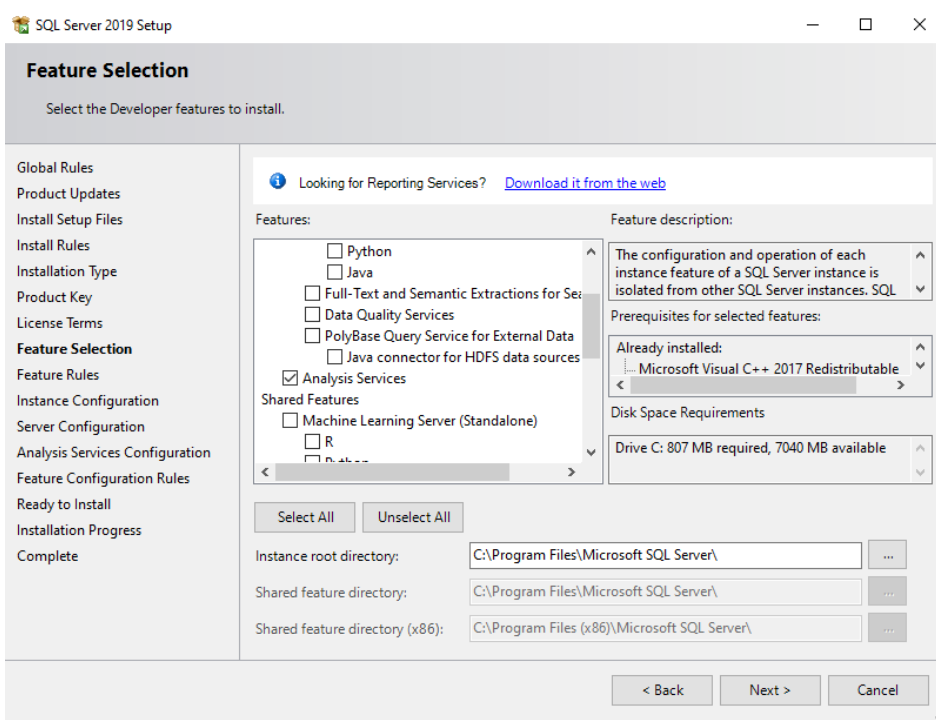 SQL Server 2019 Setup
Feature Selection
Select the Developer features to install.
Global Rules
Product Updates
Install Setup Files
Install Rules
Installation Type
Product Key
License Terms
Feature Selection
Feature Rules
Instance Configuration
Server Configuration
Analysis Services Configuration
Feature Configuration Rules
Ready to Install
Installation Progress
Complete
Looking for Reporting Services? Download it from the web
Features:
Python
Java
Full-Text and Semantic Extractions for Sea
Data Quality Services
PolyBase Query Service for External Data
Java connector for HDFS data sources
Analysis Services
Shared Features
Machine Learning Server (Standalone)
R
Python
Feature description:
The configuration and operation of each
instance feature of a SQL Server instance is
isolated from other SQL Server instances. SQL
Prerequisites for selected features:
Already installed:
Microsoft Visual C++ 2017 Redistributable
Disk Space Requirements
Drive C: 807 MB required, 7040 MB available
Select All
Unselect All
Instance root directory: C:\Program Files\Microsoft SQL Server\ ...
Shared feature directory: C:\Program Files\Microsoft SQL Server\ ...
Shared feature directory (x86): C:\Program Files (x86)\Microsoft SQL Server\ ...
< Back
Next >
Cancel